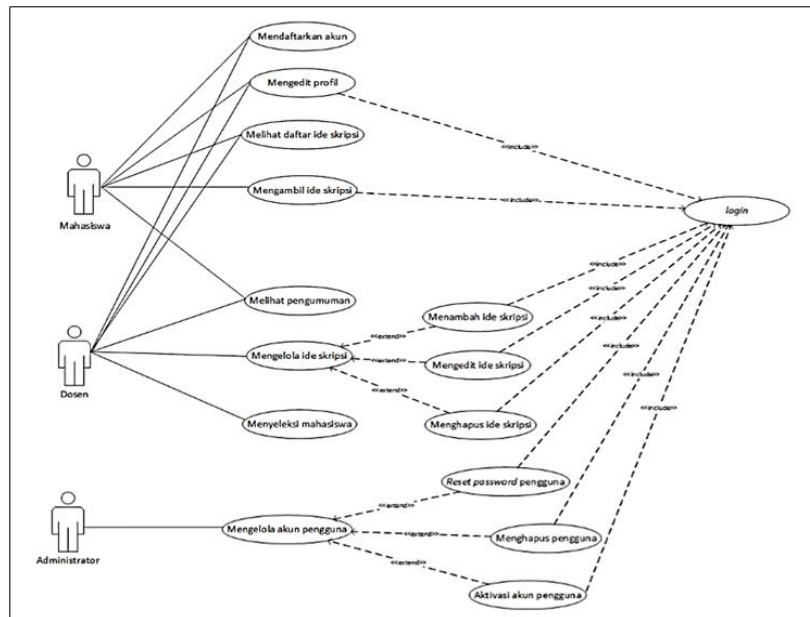 Mendaftarkan akun
Mengedit profil
Melihat daftar ide skripsi
<<include>>
Mahasiswa
Mengambil ide skripsi
<<include>>
login
Melihat pengumuman
Menambah ide skripsi
<<include>>
<<extend>>
<<include>>
Dosen
Mengelola ide skripsi
<<extend>>
Mengedit ide skripsi
<<include>>
<<extend>>
<<include>>
Menyeleksi mahasiswa
Menghapus ide skripsi
<<include>>
<<include>>
Reset password pengguna
<<extend>>
Administrator
Mengelola akun pengguna
<<extend>>
Menghapus pengguna
<<extend>>
Aktivasi akun pengguna